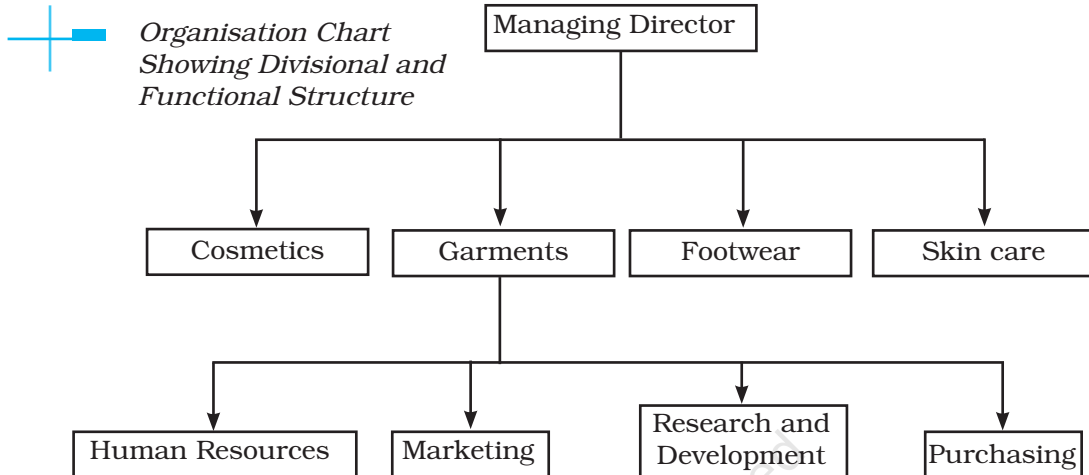 Organisation Chart
Showing Divisional and
Functional Structure
Managing Director
Cosmetics
Garments
Footwear
Skin care
Human Resources
Marketing
Research and
Development
Purchasing